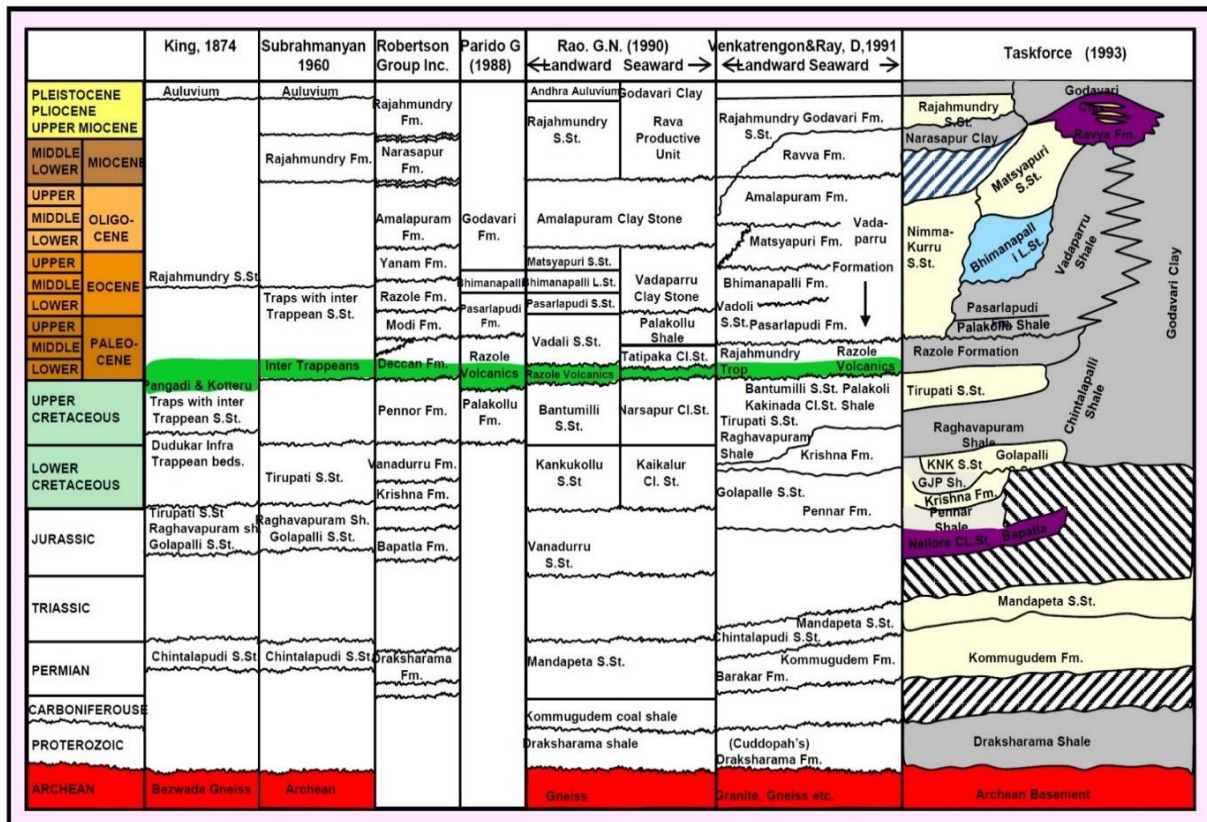 King, 1874
Subrahmanyan
1960
Robertson
Group Inc.
Parido G
(1988)
Rao. G.N. (1990)
Landward Seaward
Venkatrengon&Ray, D,1991
Landward Seaward
Taskforce (1993)
PLEISTOCENE
PLIOCENE
UPPER MIOCENE
MIDDLE
LOWER
MIOCENE
UPPER
MIDDLE
LOWER
OLIGO-
CENE
UPPER
MIDDLE
LOWER
EOCENE
UPPER
MIDDLE
LOWER
PALEO-
CENE
UPPER
CRETACEOUS
LOWER
CRETACEOUS
JURASSIC
TRIASSIC
PERMIAN
CARBONIFEROUSE
PROTEROZOIC
ARCHEAN
Auluvium
Rajahmundry S.St
Pangadi & Kotteru
Traps with inter
Trappean S.St.
Dudukar Infra
Trappean beds.
Tirupati S.St
Raghavapuram sh.
Golapalli S.St.
Chintalapudi S.St
Bezwada Gneiss
Auluvium
Rajahmundry Fm.
Traps with inter
Trappean S.St.
Inter Trappeans
Tirupati S.St.
Raghavapuram Sh.
Golapalli S.St.
Chintalapudi S.St.
Archean
Rajahmundry
Fm.
Narasapur
Fm.
Amalapuram
Fm.
Yanam Fm.
Razole Fm.
Modi Fm.
Deccan Fm.
Pennor Fm.
Vanadurru Fm.
Krishna Fm.
Bapatla Fm.
Draksharama
Fm.
Godavari
Fm.
Bhimanapalli
Pasarlapudi
Fm.
Razole
Volcanics
Palakollu
Fm.
Andhra Auluvium
Rajahmundry
S.St.
Godavari Clay
Rava
Productive
Unit
Amalapuram Clay Stone
Matsyapuri S.St.
Bhimanapalli L.St.
Pasarlapudi S.St.
Vadali S.St.
Razole Volcanics
Vadaparru
Clay Stone
Palakollu
Shale
Tatipaka Cl.St.
Bantumilli
S.St.
Narsapur Cl.St.
Kankukollu
S.St
Kaikalur
Cl. St.
Vanadurru
S.St.
Mandapeta S.St.
Kommugudem coal shale
Draksharama shale
Gneiss
Rajahmundry
S.St.
Godavari Fm.
Ravva Fm.
Amalapuram Fm.
Matsyapuri Fm.
Vada-
parru
Formation
Bhimanapalli Fm.
Vadoli
S.St.
Pasarlapudi Fm.
Rajahmundry
Trop
Razole
Volcanics
Bantumilli S.St. Palakoli
Kakinada Cl.St. Shale
Tirupati S.St.
Raghavapuram
Shale
Krishna Fm.
Golapalle S.St.
Pennar Fm.
Mandapeta S.St.
Chintalapudi S.St.
Kommugudem Fm.
Barakar Fm.
(Cuddopah's)
Draksharama Fm.
Granite, Gneiss etc.
Godavari
Rajahmundry
S.St.
Ravva Fm.
Narasapur Clay
Matsyapuri
S.St.
Nimma-
Kurru
S.St.
Bhimanapall
i L.St.
Vadaparru
Shale
Godavari Clay
Pasarlapudi
Palakollu Shale
Razole Formation
Tirupati S.St.
Chintalapalli
Shale
Raghavapuram Shale
KNK S.St
Golapalli
S.St
GJP Sh.
Krishna Fm.
Pennar
Shale
Nellore CL.St.
Bapatla
Mandapeta S.St.
Kommugudem Fm.
Draksharama Shale
Archean Basement